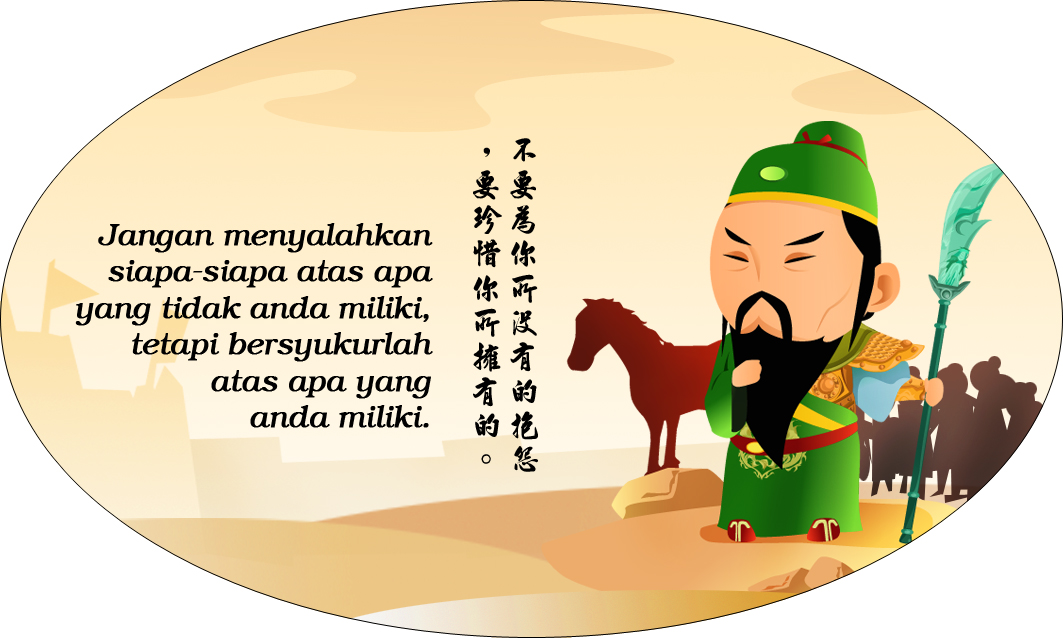 Jangan menyalahkan
siapa-siapa atas apa
yang tidak anda miliki,
tetapi bersyukurlah
atas apa yang
anda miliki.
不要為你所沒有的抱怨
，要珍惜你所擁有的。